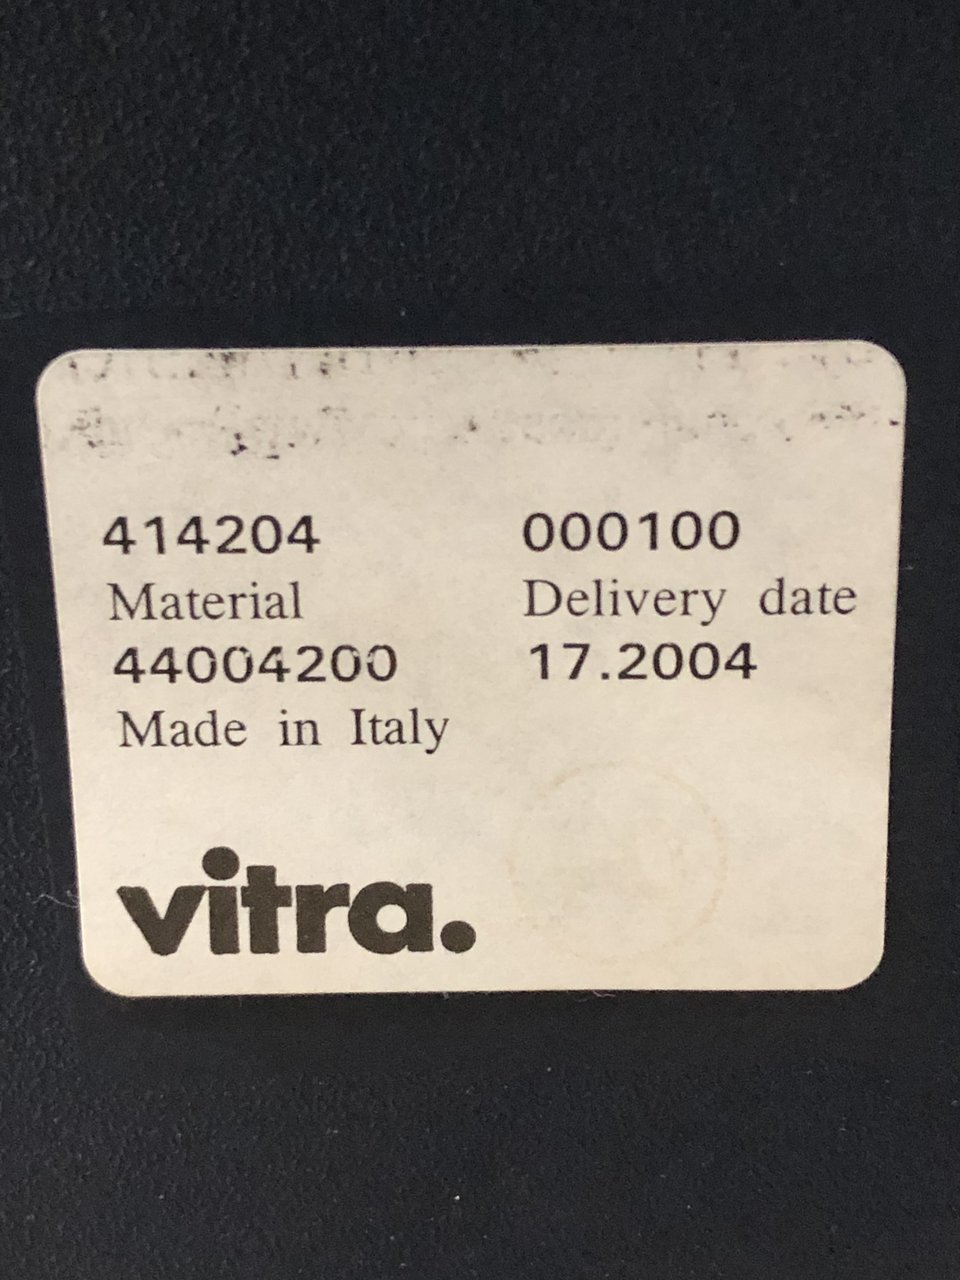 414204 000100
Material Delivery date
44004200 17.2004
Made in Italy
vitra.